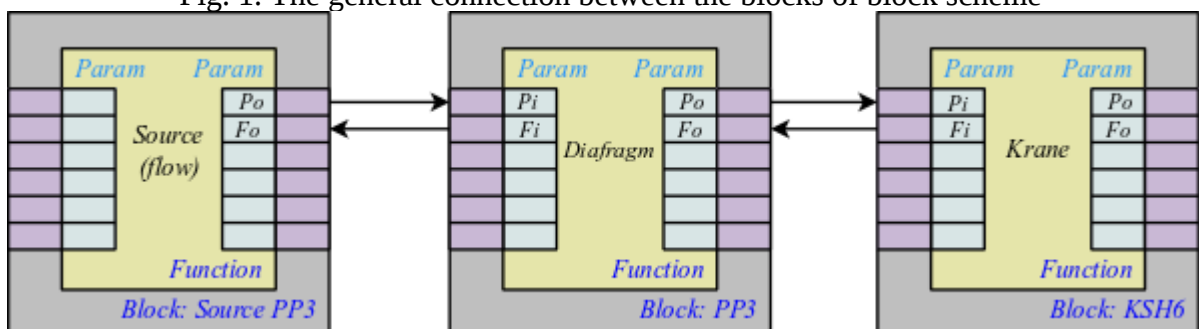 Fig. 1. The general connection between the blocks of block scheme
Param Param Param Param Param Param
Po Pi Po Pi Po
Fo Fi Fo Fi Fo
Source
(flow)
Diafragm
Krane
Function Function Function
Block: Source PP3 Block: PP3 Block: KSH6